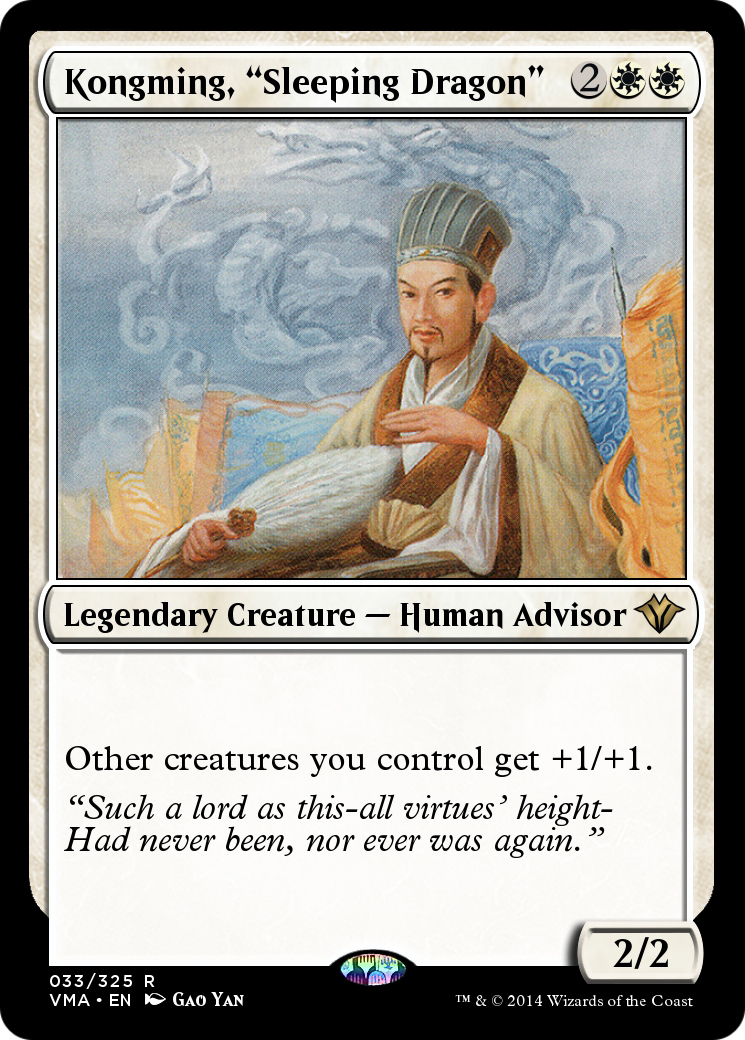 Kongming, “Sleeping Dragon” 2
Legendary Creature — Human Advisor
Other creatures you control get +1/+1.
“Such a lord as this-all virtues’ height-
Had never been, nor ever was again.”
2/2
033/325 R
VMA • EN Gao Yan
™ & © 2014 Wizards of the Coast